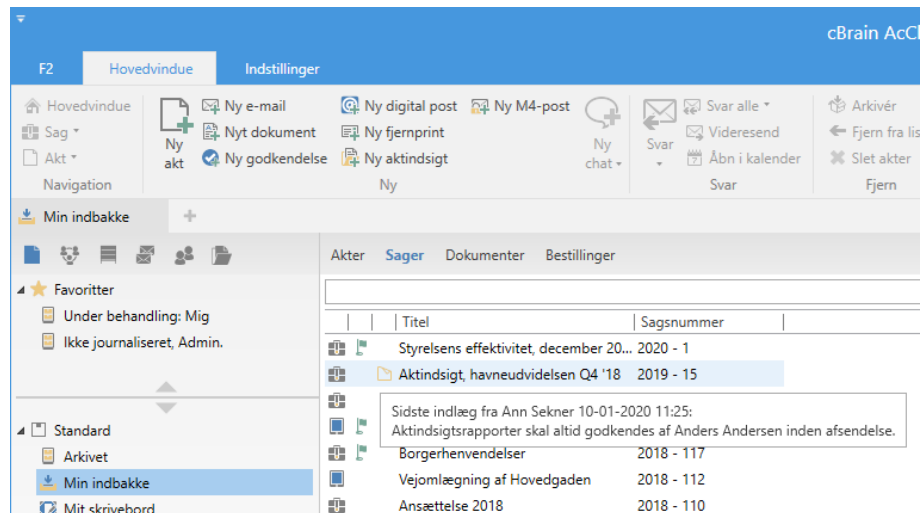 cBrain AcCl
F2 Hovedvindue Indstillinger
Hovedvindue
Sag
Akt
Navigation
Ny akt
Ny e-mail
Nyt dokument
Ny godkendelse
Ny digital post
Ny fjernprint
Ny aktindsigt
Ny M4-post
Ny chat
Ny
Svar
Svar alle
Videresend
Åbn i kalender
Svar
Arkivér
Fjern fra lis
Slet akter
Fjern
Min indbakke +
Akter Sager Dokumenter Bestillinger
Favoritter
Under behandling: Mig
Ikke journaliseret, Admin.
Standard
Arkivet
Min indbakke
Mit skrivebord
Titel Sagsnummer
Styrelsens effektivitet, december 20... 2020 - 1
Aktindsigt, havneudvidelsen Q4 '18 2019 - 15
Sidste indlæg fra Ann Sekner 10-01-2020 11:25:
Aktindsigtsrapporter skal altid godkendes af Anders Andersen inden afsendelse.
Borgerhenvendelser 2018 - 117
Vejomlægning af Hovedgaden 2018 - 112
Ansættelse 2018 2018 - 110